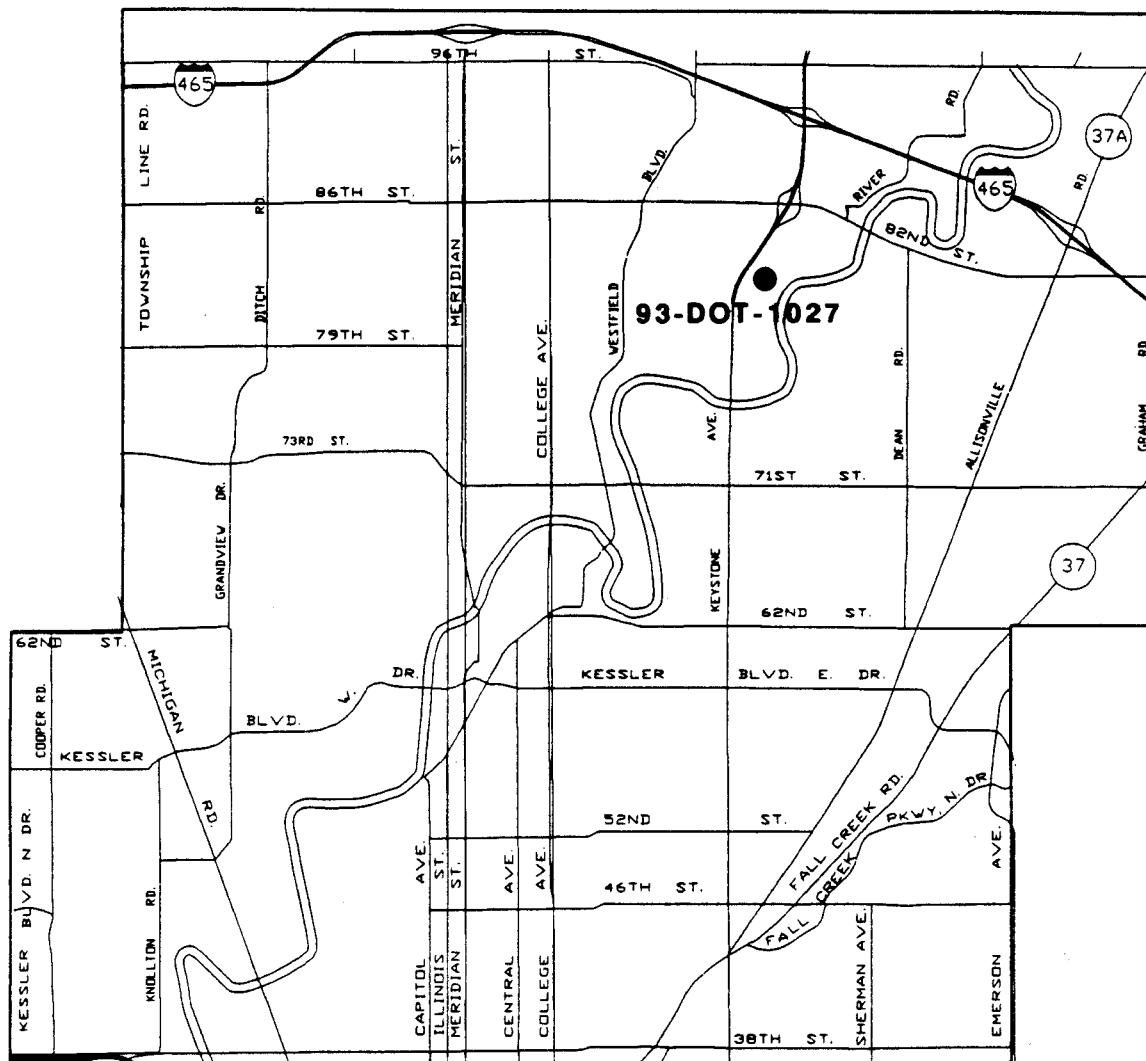 96TH ST.
465
37A
LINE RD.
TOWNSHIP
DITCH RD.
MERIDIAN ST.
86TH ST.
BLVD.
WESTFIELD
RIVER RD.
465
RD.
82ND ST.
93-DOT-1027
79TH ST.
COLLEGE AVE.
AVE.
KEYSTONE
DEAN RD.
ALLISONVILLE
GRAHAM RD.
73RD ST.
71ST ST.
GRANDVIEW DR.
37
62ND ST.
62ND ST.
MICHIGAN RD.
COOPER RD.
KESSLER BLVD. W. DR.
KESSLER BLVD. E. DR.
KESSLER BLVD. N DR.
KNOLLTON RD.
52ND ST.
FALL CREEK RD.
FALL CREEK PKWY. N. DR
46TH ST.
CAPITOL AVE.
ILLINOIS ST.
MERIDIAN ST.
CENTRAL AVE.
COLLEGE AVE.
SHERMAN AVE.
EMERSON AVE.
38TH ST.